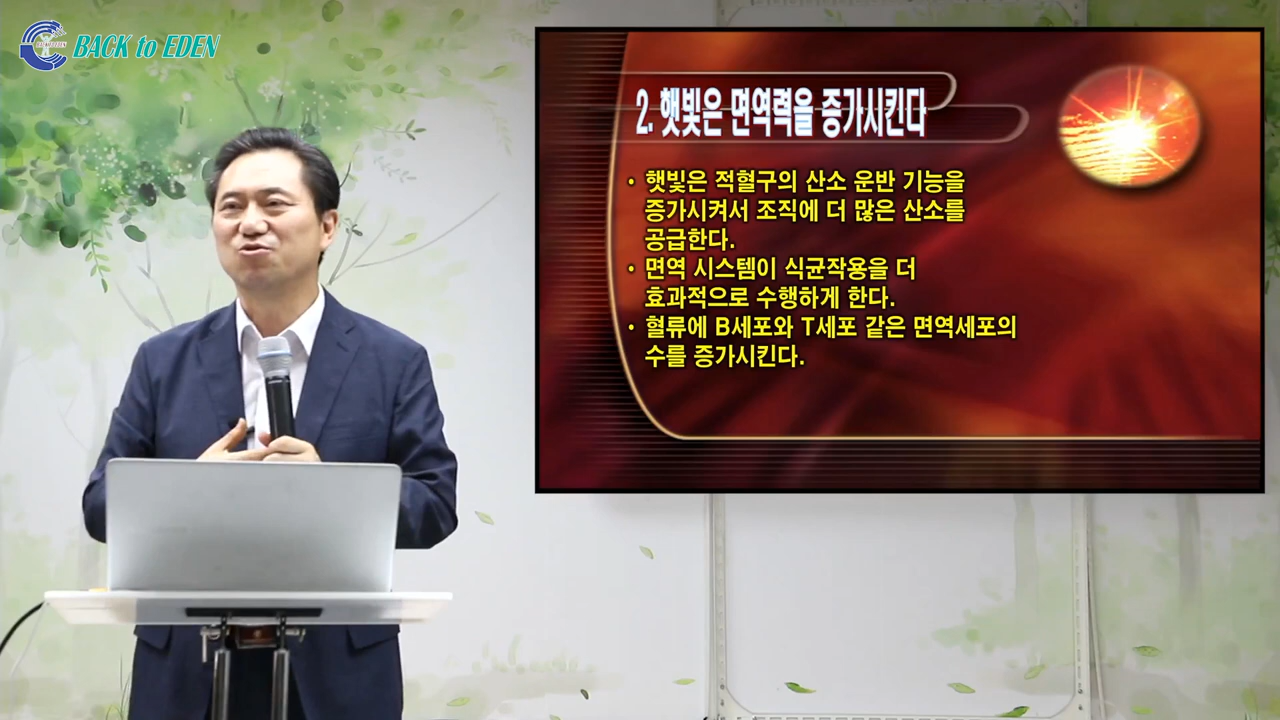 BACK to EDEN
2. 햇빛은 면역력을 증가시킨다
• 햇빛은 적혈구의 산소 운반 기능을
증가시켜서 조직에 더 많은 산소를
공급한다.
• 면역 시스템이 식균작용을 더
효과적으로 수행하게 한다.
• 혈류에 B세포와 T세포 같은 면역세포의
수를 증가시킨다.